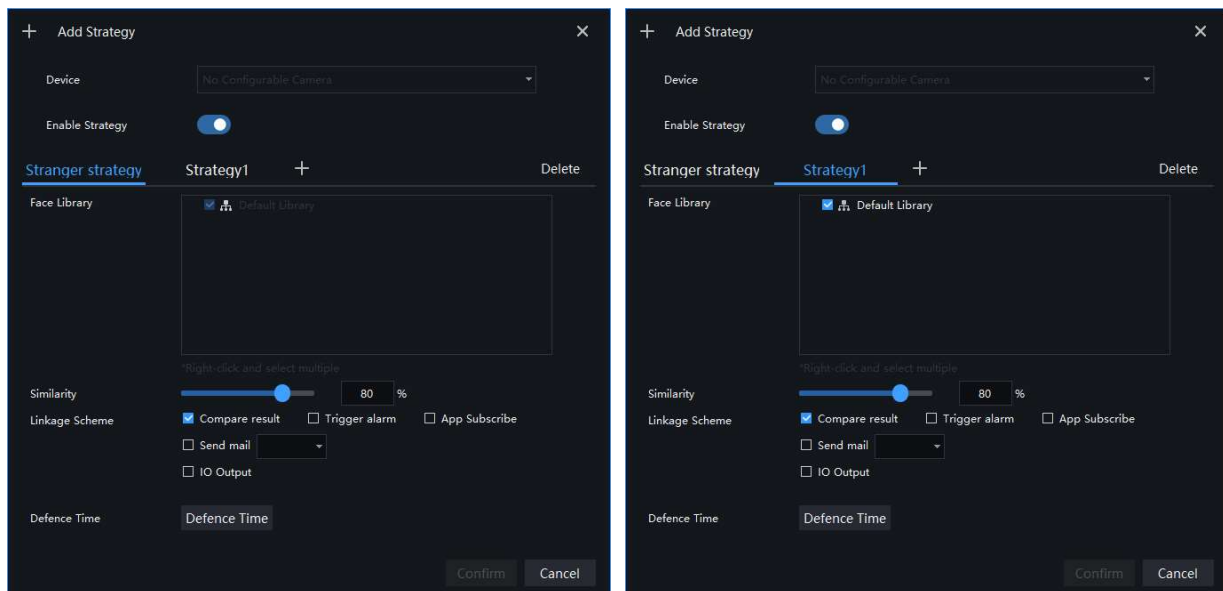 Add Strategy
Device No Configurable Camera
Enable Strategy
Stranger strategy Strategy1 Delete
Face Library Default Library
*Right-click and select multiple
Similarity 80 %
Linkage Scheme Compare result Trigger alarm App Subscribe
Send mail
IO Output
Defence Time Defence Time
Confirm Cancel
Add Strategy
Device No Configurable Camera
Enable Strategy
Stranger strategy Strategy1 Delete
Face Library Default Library
*Right-click and select multiple
Similarity 80 %
Linkage Scheme Compare result Trigger alarm App Subscribe
Send mail
IO Output
Defence Time Defence Time
Confirm Cancel